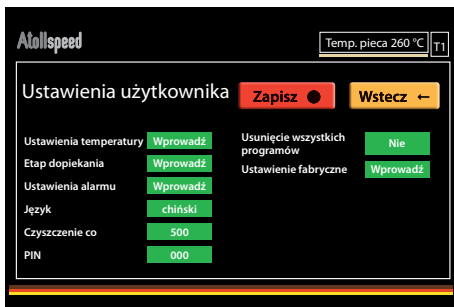 Atollspeed
Temp. pieca 260 °C T1
Ustawienia użytkownika
Zapisz
Wstecz ←
Ustawienia temperatury Wprowadź
Etap dopiekania Wprowadź
Ustawienia alarmu Wprowadź
Język chiński
Czyszczenie co 500
PIN 000
Usunięcie wszystkich
programów
Nie
Ustawienie fabryczne Wprowadź